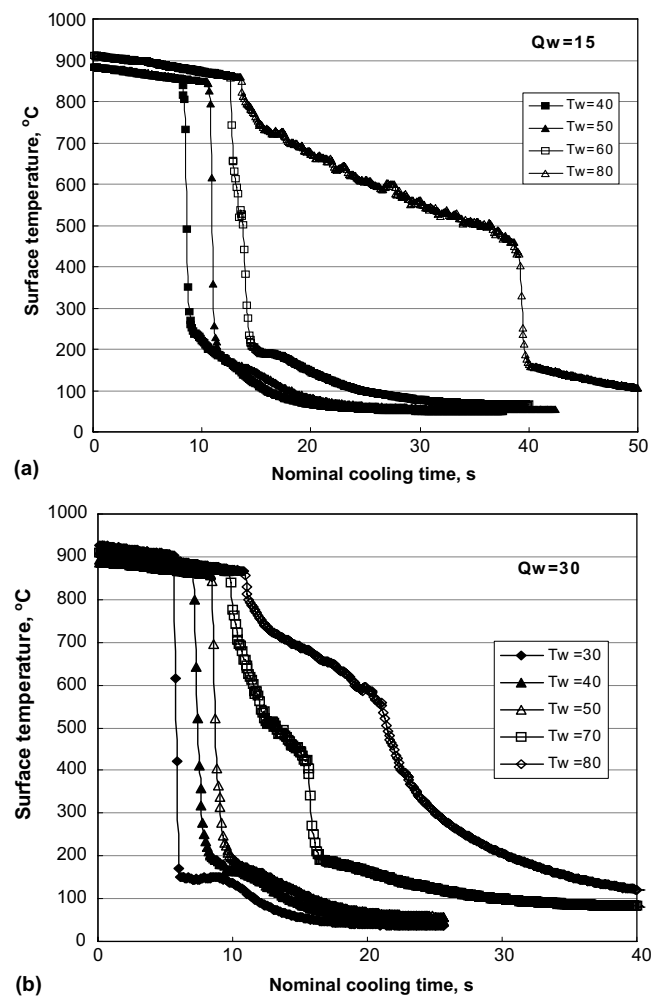 1000
900
800
700
600
500
400
300
200
100
0
Surface temperature, °C
Qw=15
Tw=40
Tw=50
Tw=60
Tw=80
0 10 20 30 40 50
Nominal cooling time, s
(a)
1000
900
800
700
600
500
400
300
200
100
0
Surface temperature, °C
Qw=30
Tw=30
Tw=40
Tw=50
Tw=70
Tw=80
0 10 20 30 40
Nominal cooling time, s
(b)